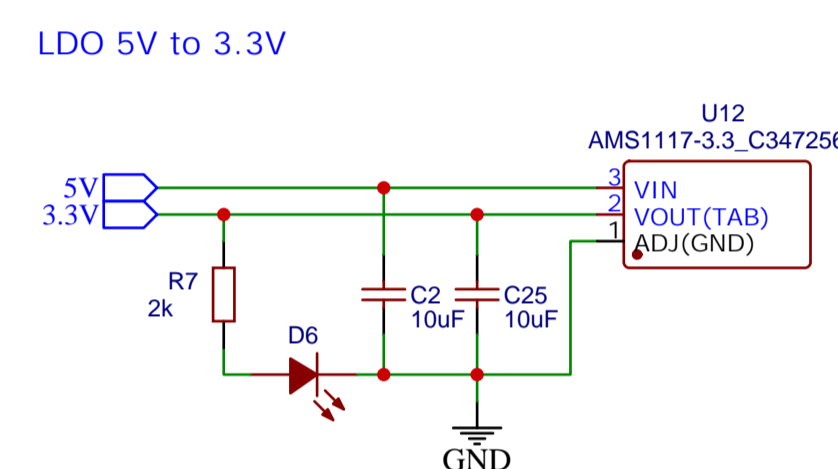 LDO 5V to 3.3V
U12
AMS1117-3.3_C347256
5V
3.3V
3
VIN
2
VOUT(TAB)
1
ADJ(GND)
R7
2k
C2
10uF
C25
10uF
D6
GND